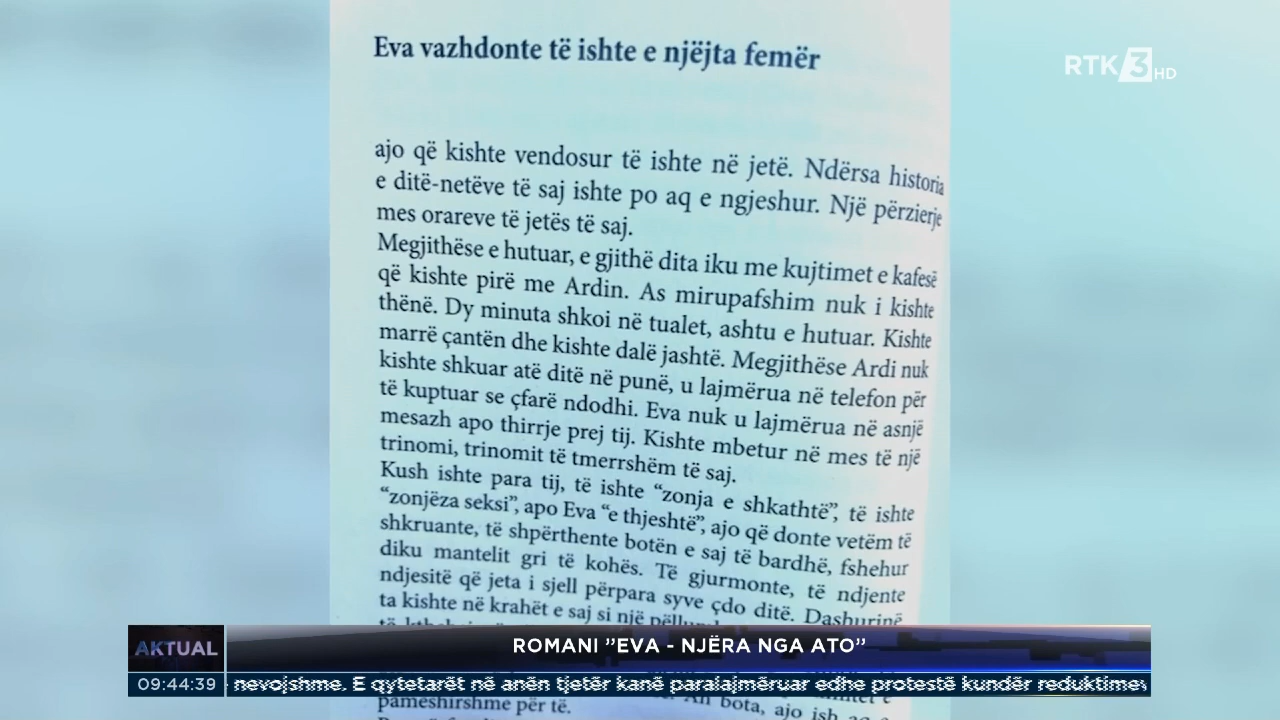 Eva vazhdonte të ishte e njëjta femër
RTK 3 HD
ajo që kishte vendosur të ishte në jetë. Ndërsa historia
e ditë-netëve të saj ishte po aq e ngjeshur. Një përzierje
mes orareve të jetës të saj.
Megjithëse e hutuar, e gjithë dita iku me kujtimet e kafesë
që kishte pirë me Ardin. As mirupafshim nuk i kishte
thënë. Dy minuta shkoi në tualet, ashtu e hutuar. Kishte
marrë çantën dhe kishte dalë jashtë. Megjithëse Ardi nuk
kishte shkuar atë ditë në punë, u lajmërua në telefon për
të kuptuar se çfarë ndodhi. Eva nuk u lajmërua në asnjë
mesazh apo thirrje prej tij. Kishte mbetur në mes të një
trinomi, trinomit të tmerrshëm të saj.
Kush ishte para tij, të ishte “zonja e shkathtë”, të ishte
“zonjëza seksi”, apo Eva “e thjeshtë”, ajo që donte vetëm të
shkruante, të shpërthente botën e saj të bardhë, fshehur
diku mantelit gri të kohës. Të gjurmonte, të ndjente
ndjesitë që jeta i sjell përpara syve çdo ditë. Dashurinë
ta kishte në krahët e saj si një
AKTUAL
ROMANI ”EVA - NJËRA NGA ATO”
09:44:39
nevojshme. E qytetarët në anën tjetër kanë paralajmëruar edhe protestë kundër reduktimev
pamëshirshme për të.
bota, ajo ish